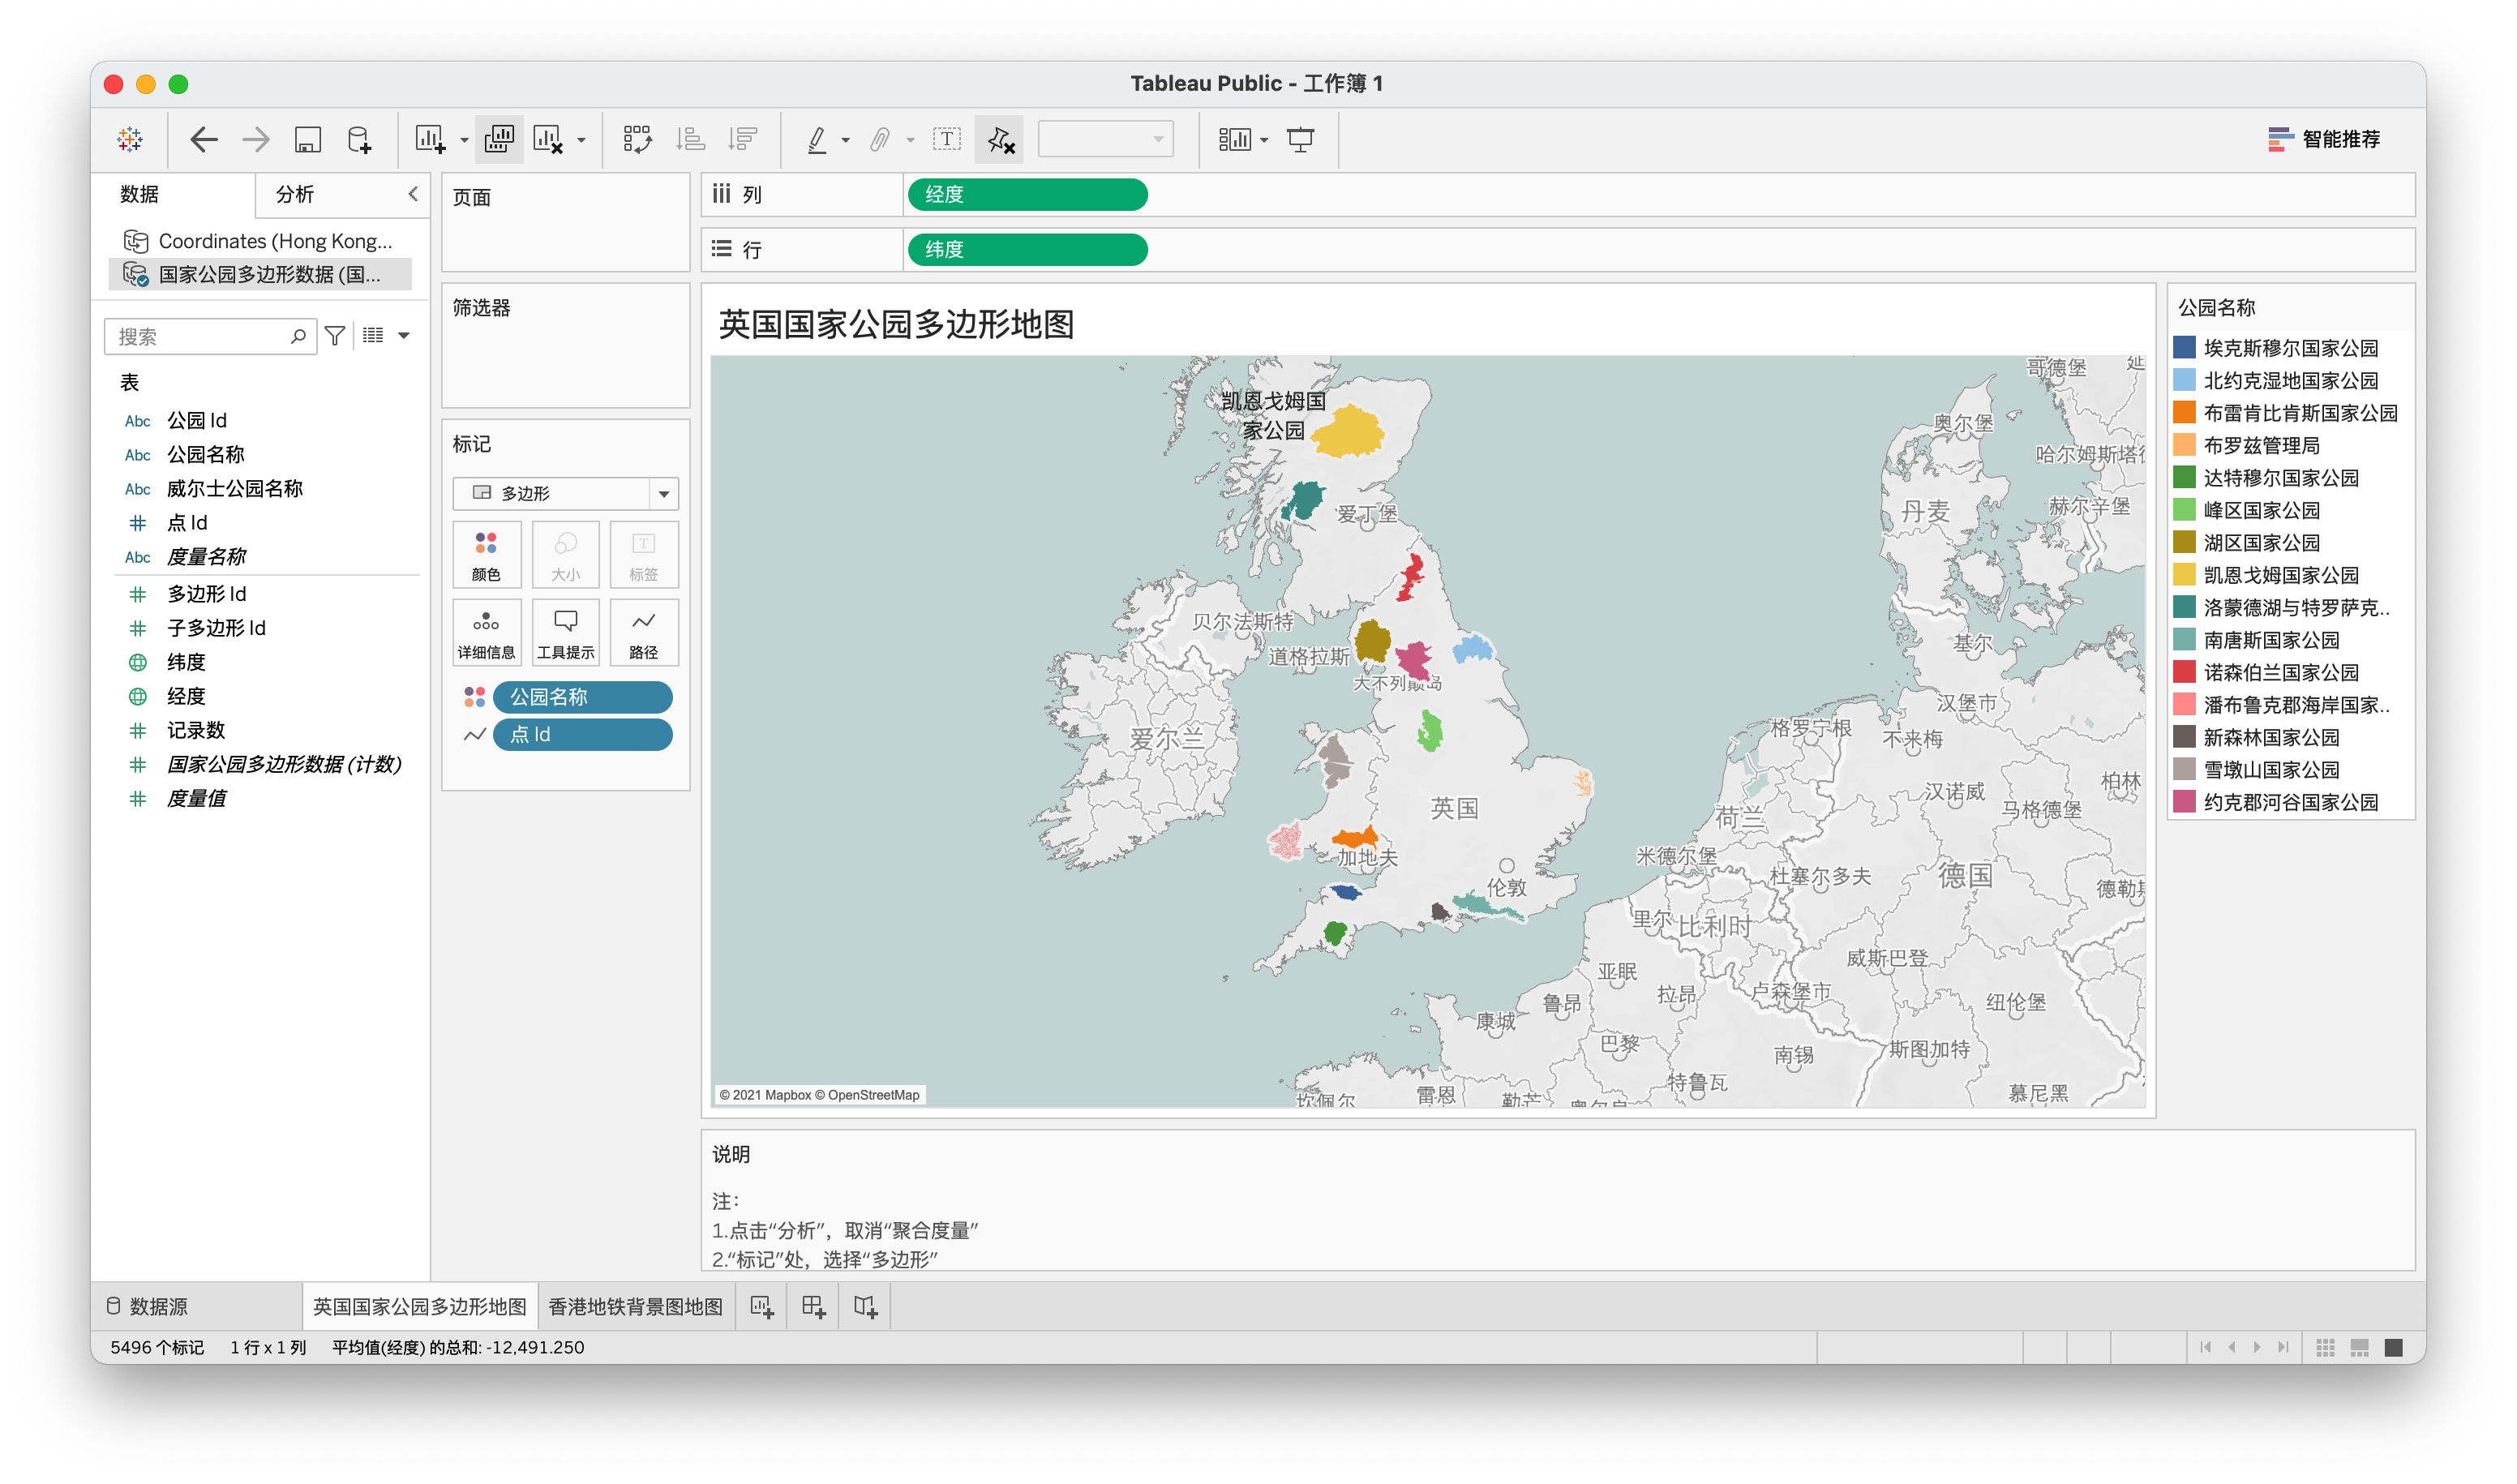 Tableau Public - 工作簿 1
智能推荐
数据
分析
Coordinates (Hong Kong...
国家公园多边形数据 (国...
搜索
表
Abc 公园 Id
Abc 公园名称
Abc 威尔士公园名称
点 Id
Abc 度量名称
多边形 Id
子多边形 Id
纬度
经度
记录数
国家公园多边形数据 (计数)
度量值
页面
筛选器
标记
多边形
颜色
大小
标签
详细信息
工具提示
路径
公园名称
点 Id
列
经度
行
纬度
英国国家公园多边形地图
凯恩戈姆国
家公园
爱丁堡
贝尔法斯特
道格拉斯
大不列颠岛
爱尔兰
英国
加地夫
伦敦
哥德堡
延
奥尔堡
哈尔姆斯塔德
丹麦
赫尔辛堡
基尔
汉堡市
格罗宁根
不来梅
柏林
汉诺威
马格德堡
荷兰
米德尔堡
杜塞尔多夫
德国
里尔
比利时
威斯巴登
亚眠
鲁昂
拉昂
卢森堡市
纽伦堡
康城
巴黎
南锡
斯图加特
特鲁瓦
慕尼黑
坎佩尔
雷恩
勒芒
© 2021 Mapbox © OpenStreetMap
公园名称
埃克斯穆尔国家公园
北约克湿地国家公园
布雷肯比肯斯国家公园
布罗兹管理局
达特穆尔国家公园
峰区国家公园
湖区国家公园
凯恩戈姆国家公园
洛蒙德湖与特罗萨克..
南唐斯国家公园
诺森伯兰国家公园
潘布鲁克郡海岸国家..
新森林国家公园
雪墩山国家公园
约克郡河谷国家公园
说明
注：
1.点击“分析”，取消“聚合度量”
2.“标记”处，选择“多边形”
数据源
英国国家公园多边形地图
香港地铁背景图地图
5496 个标记
1 行 x 1 列
平均值(经度) 的总和: -12,491.250